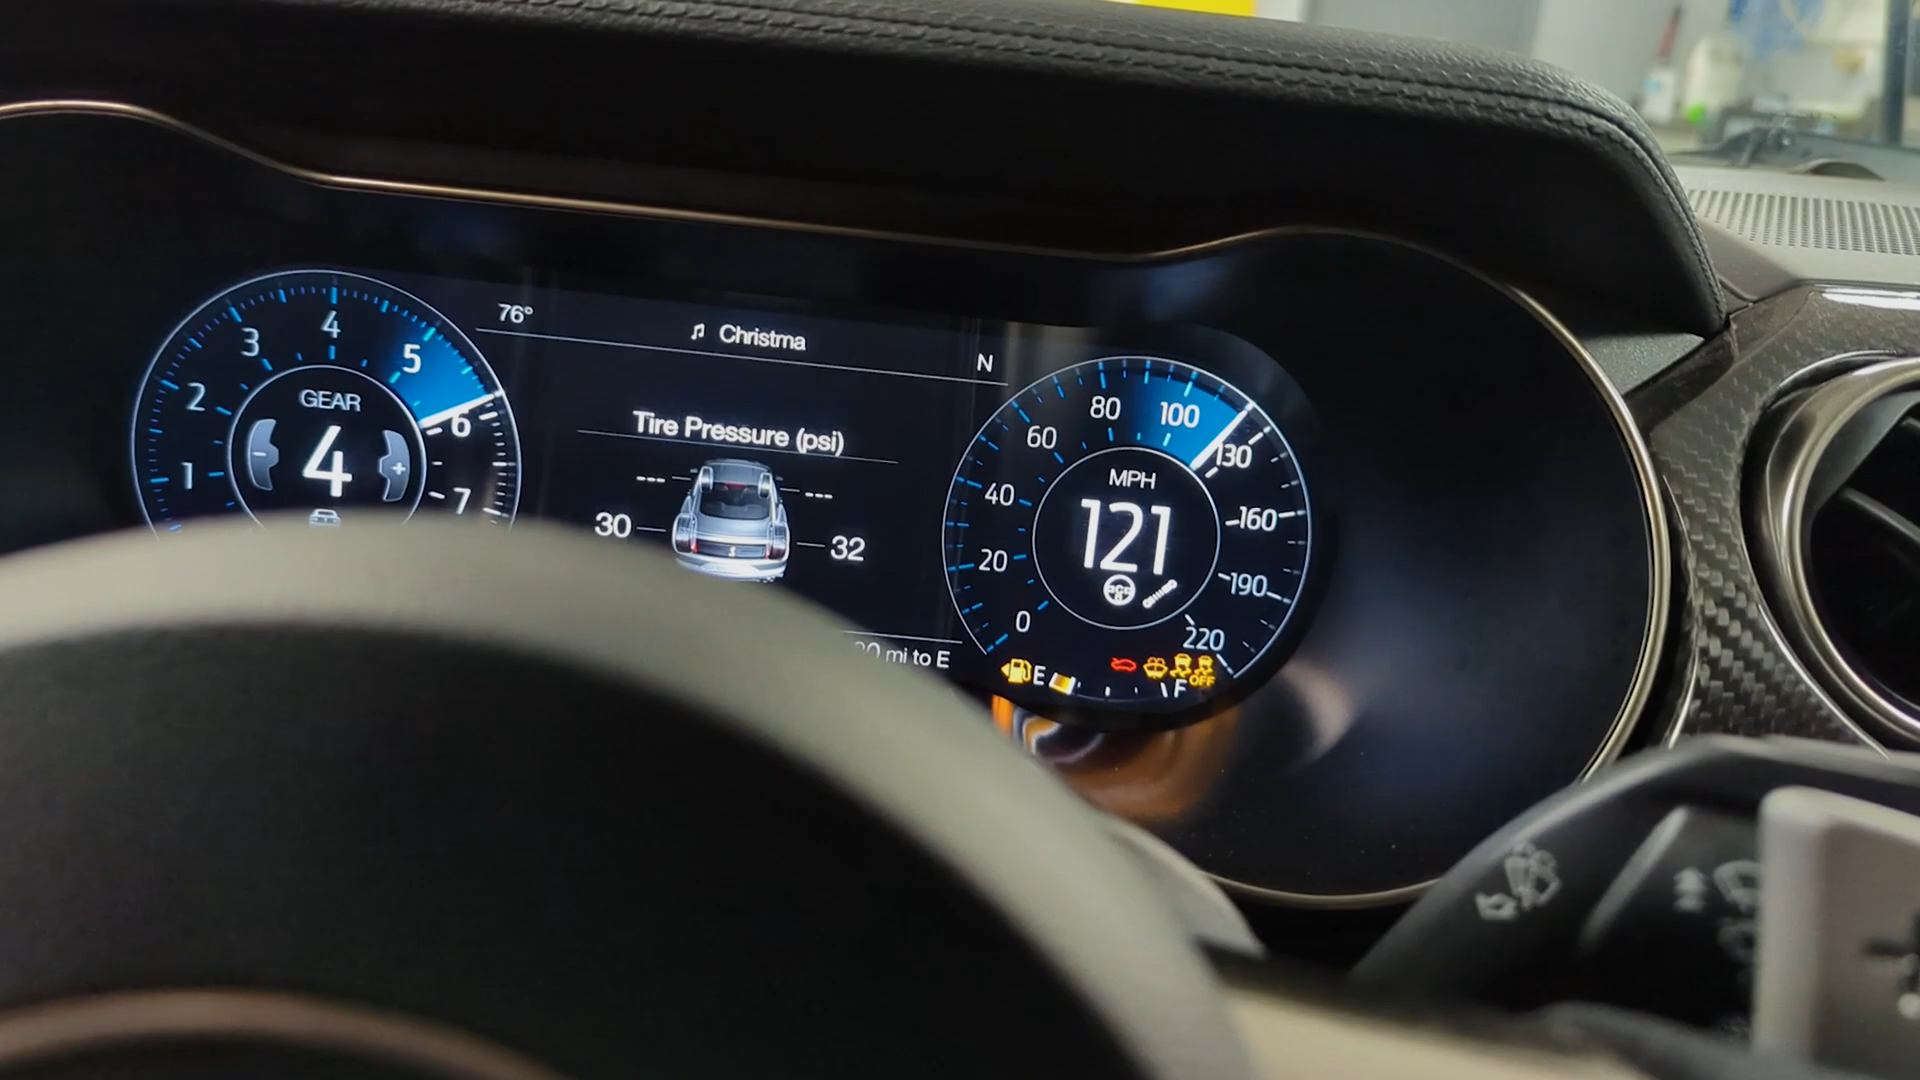 76°
Christma
N
Tire Pressure (psi)
--- ---
30 32
mi to E
1
2
3
4
5
6
7
GEAR
4
- +
0
20
40
60
80
100
130
160
190
220
MPH
121
E
F
OFF